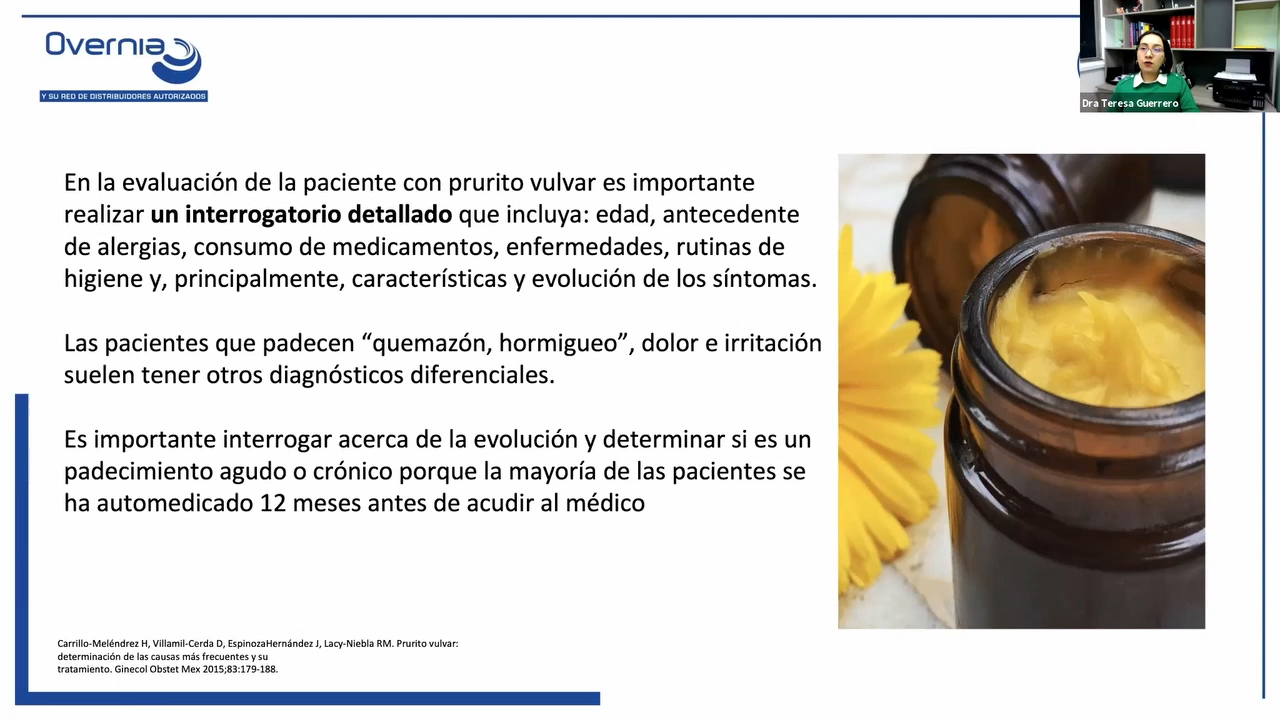 Overnia
Y SU RED DE DISTRIBUIDORES AUTORIZADOS
Dra Teresa Guerrero
En la evaluación de la paciente con prurito vulvar es importante
realizar un interrogatorio detallado que incluya: edad, antecedente
de alergias, consumo de medicamentos, enfermedades, rutinas de
higiene y, principalmente, características y evolución de los síntomas.
Las pacientes que padecen “quemazón, hormigueo”, dolor e irritación
suelen tener otros diagnósticos diferenciales.
Es importante interrogar acerca de la evolución y determinar si es un
padecimiento agudo o crónico porque la mayoría de las pacientes se
ha automedicado 12 meses antes de acudir al médico
Carrillo-Meléndrez H, Villamil-Cerda D, EspinozaHernández J, Lacy-Niebla RM. Prurito vulvar:
determinación de las causas más frecuentes y su
tratamiento. Ginecol Obstet Mex 2015;83:179-188.